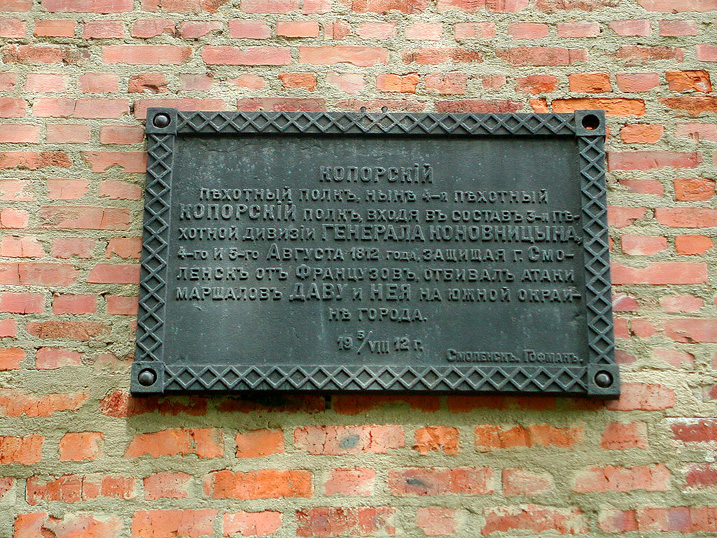 КОПОРСКІЙ
ПѢХОТНЫЙ ПОЛКЪ, НЫНѢ 4-й ПѢХОТНЫЙ
КОПОРСКІЙ ПОЛКЪ, ВХОДЯ ВЪ СОСТАВЪ 3-й ПѢ-
ХОТНОЙ ДИВИЗІИ ГЕНЕРАЛА КОНОВНИЦЫНА,
4-го И 5-го АВГУСТА 1812 года, ЗАЩИЩАЯ Г. СМО-
ЛЕНСКЪ ОТЪ ФРАНЦУЗОВЪ, ОТБИВАЛЪ АТАКИ
МАРШАЛОВЪ ДАВУ И НЕЯ НА ЮЖНОЙ ОКРАЙ-
НѢ ГОРОДА.
19 5/VIII 12 г.
СМОЛЕНСКЪ. ГОФМАНЪ.